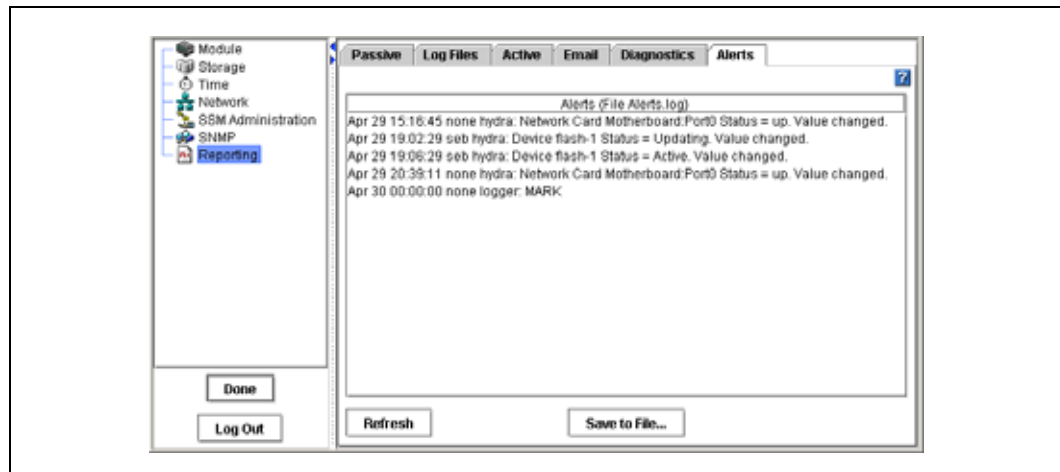 Module
Storage
Time
Network
SSM Administration
SNMP
Reporting
Done
Log Out
Passive Log Files Active Email Diagnostics Alerts
?
Alerts (File Alerts.log)
Apr 29 15:16:45 none hydra: Network Card Motherboard:Port0 Status = up. Value changed.
Apr 29 19:02:29 seb hydra: Device flash-1 Status = Updating. Value changed.
Apr 29 19:06:29 seb hydra: Device flash-1 Status = Active. Value changed.
Apr 29 20:39:11 none hydra: Network Card Motherboard:Port0 Status = up. Value changed.
Apr 30 00:00:00 none logger: MARK
Refresh Save to File...